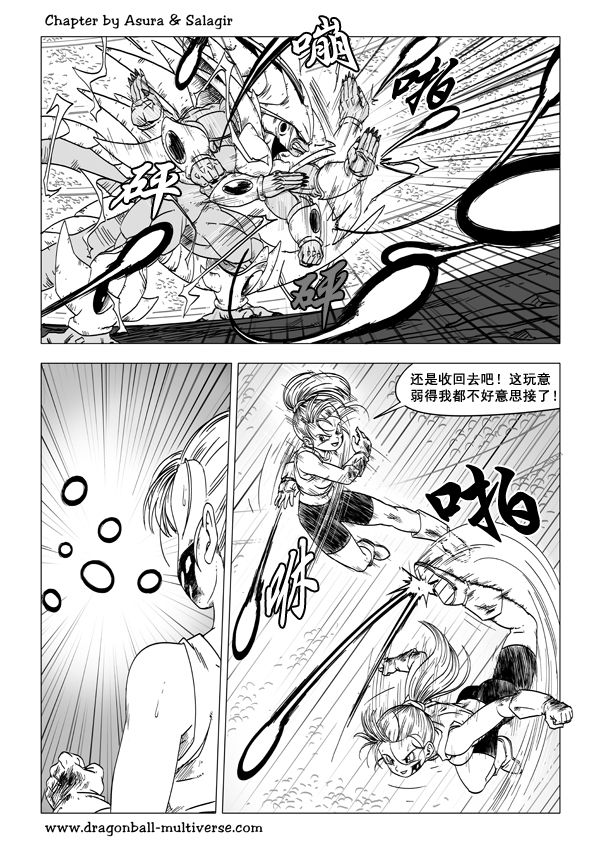 Chapter by Asura & Salagir
嘣
啪
砰
砰
还是收回去吧！这玩意
弱得我都不好意思接了！
啪
咻
www.dragonball-multiverse.com